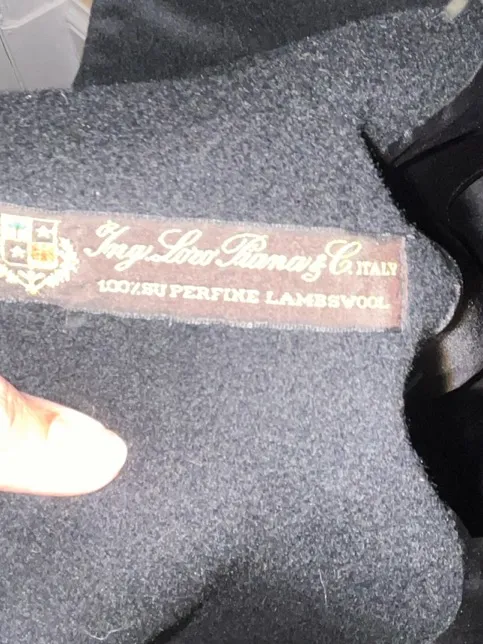 Ing. Loro Piana & C. ITALY
100% SUPERFINE LAMBSWOOL